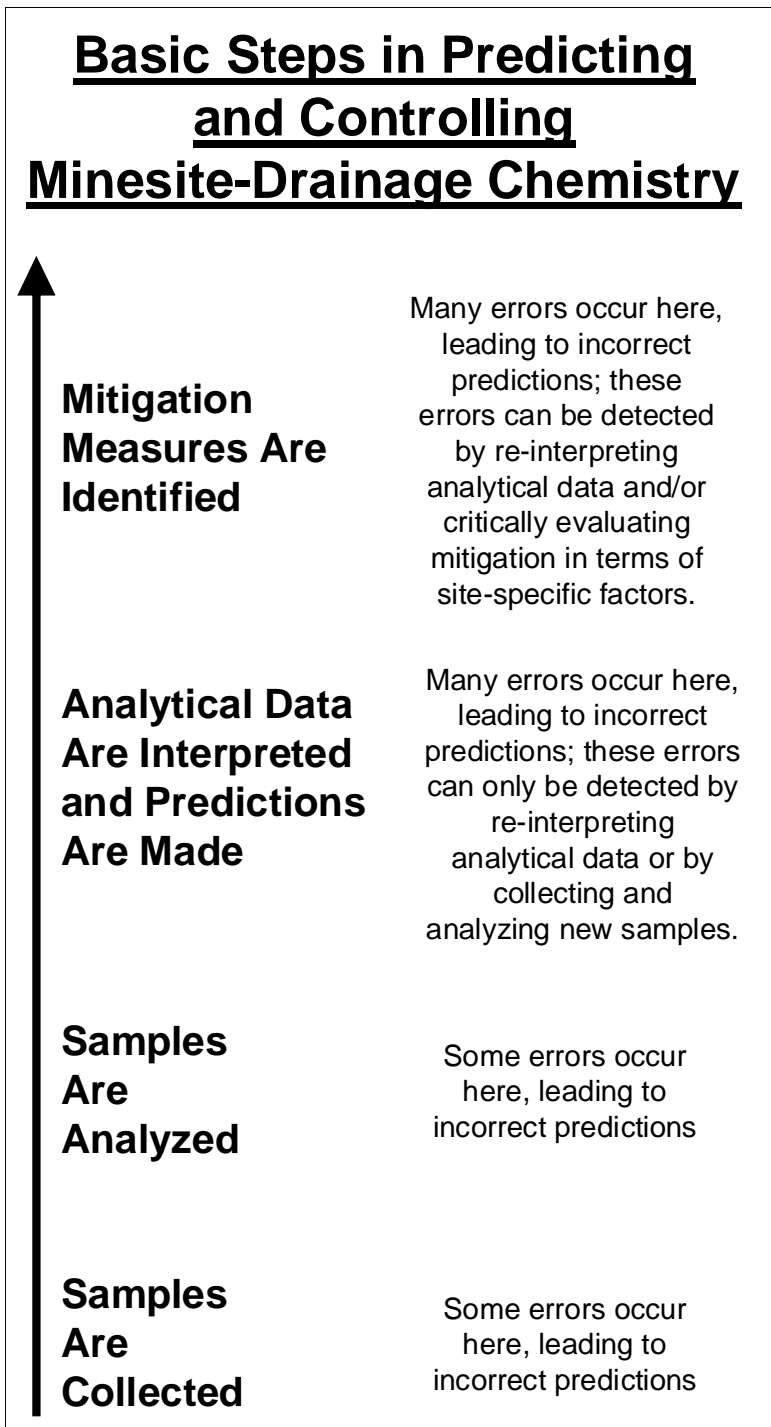 Basic Steps in Predicting
and Controlling
Minesite-Drainage Chemistry
Mitigation
Measures Are
Identified
Many errors occur here,
leading to incorrect
predictions; these
errors can be detected
by re-interpreting
analytical data and/or
critically evaluating
mitigation in terms of
site-specific factors.
Analytical Data
Are Interpreted
and Predictions
Are Made
Many errors occur here,
leading to incorrect
predictions; these errors
can only be detected by
re-interpreting
analytical data or by
collecting and
analyzing new samples.
Samples
Are
Analyzed
Some errors occur
here, leading to
incorrect predictions
Samples
Are
Collected
Some errors occur
here, leading to
incorrect predictions